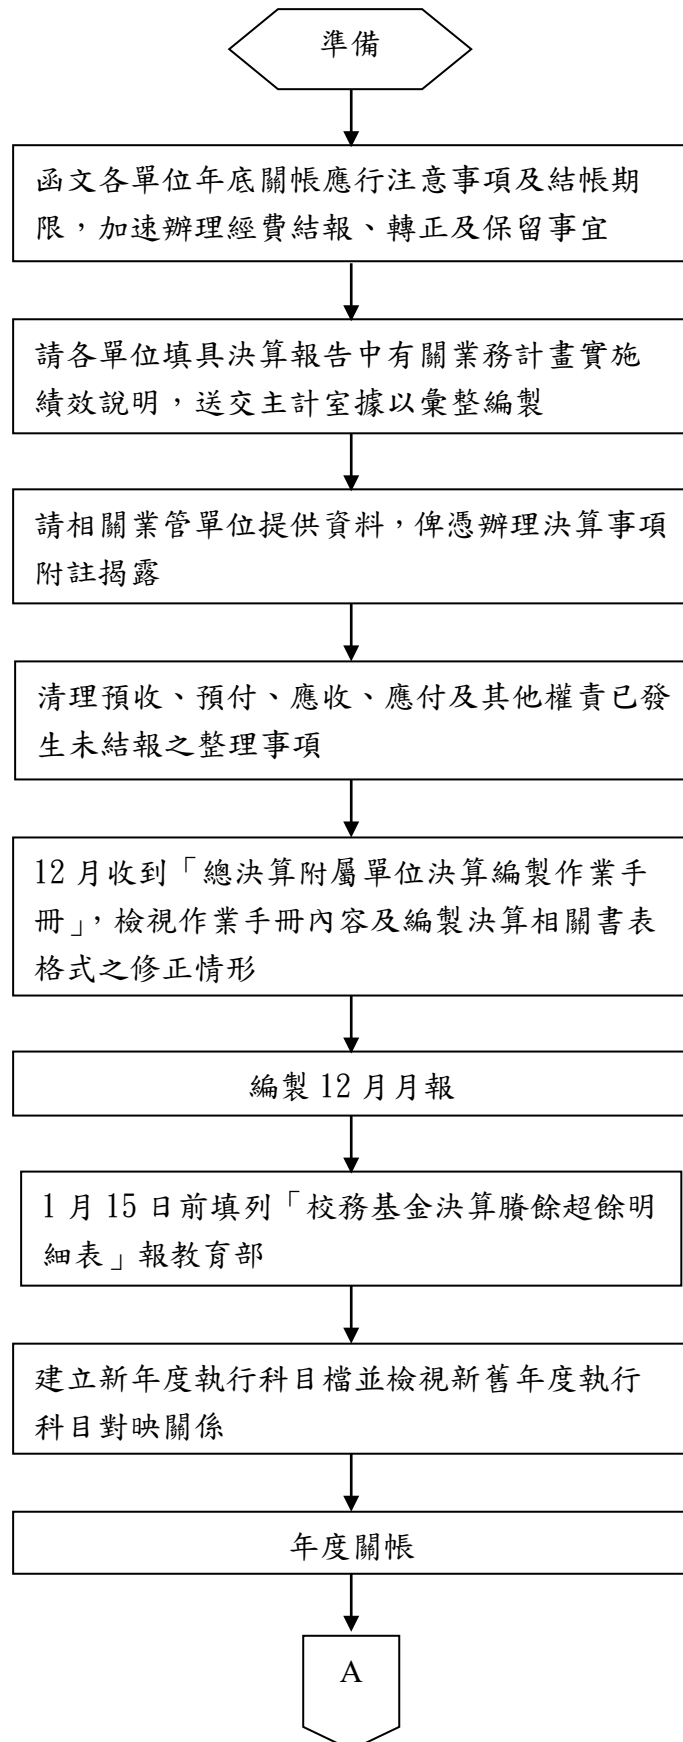 準備
函文各單位年底關帳應行注意事項及結帳期
限，加速辦理經費結報、轉正及保留事宜
請各單位填具決算報告中有關業務計畫實施
績效說明，送交主計室據以彙整編製
請相關業管單位提供資料，俾憑辦理決算事項
附註揭露
清理預收、預付、應收、應付及其他權責已發
生未結報之整理事項
12 月收到「總決算附屬單位決算編製作業手
冊」，檢視作業手冊內容及編製決算相關書表
格式之修正情形
編製 12 月月報
1 月 15 日前填列「校務基金決算賸餘超餘明
細表」報教育部
建立新年度執行科目檔並檢視新舊年度執行
科目對映關係
年度關帳
A